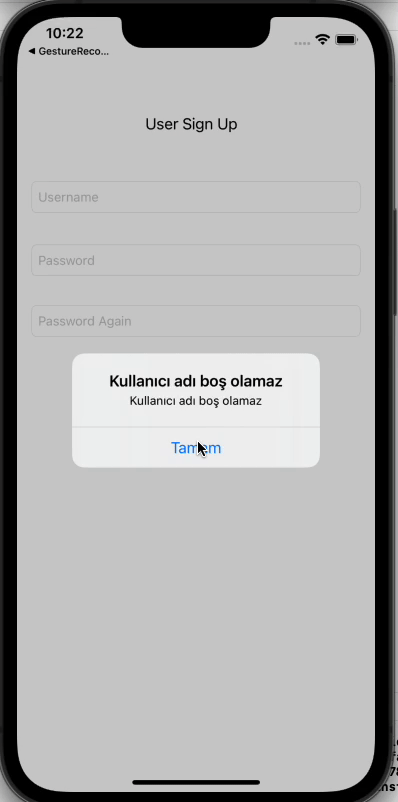 10:22
◀ GestureReco...
User Sign Up
Username
Password
Password Again
Kullanıcı adı boş olamaz
Kullanıcı adı boş olamaz
Tamam